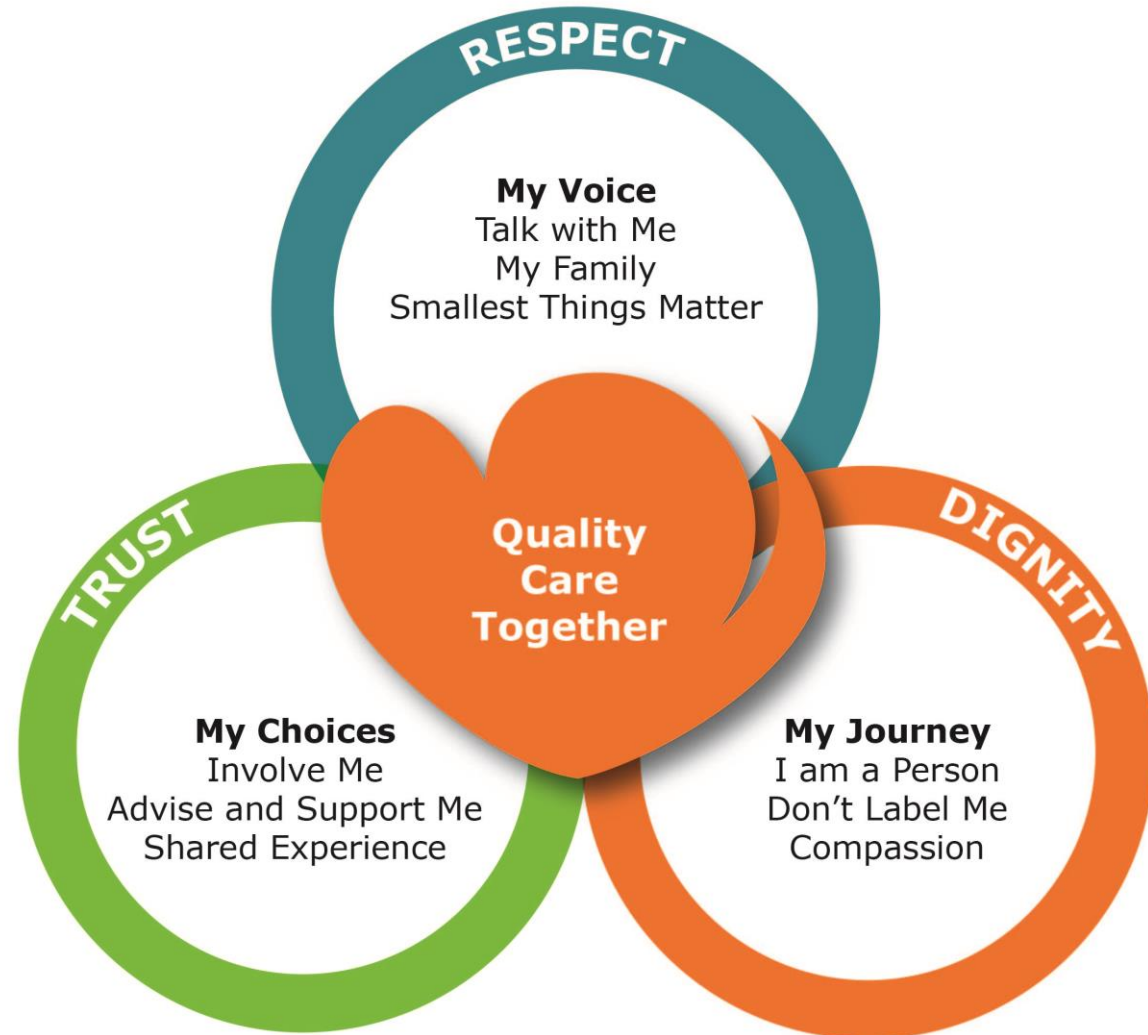 RESPECT
My Voice
Talk with Me
My Family
Smallest Things Matter
Quality
Care
Together
TRUST
My Choices
Involve Me
Advise and Support Me
Shared Experience
DIGNITY
My Journey
I am a Person
Don’t Label Me
Compassion